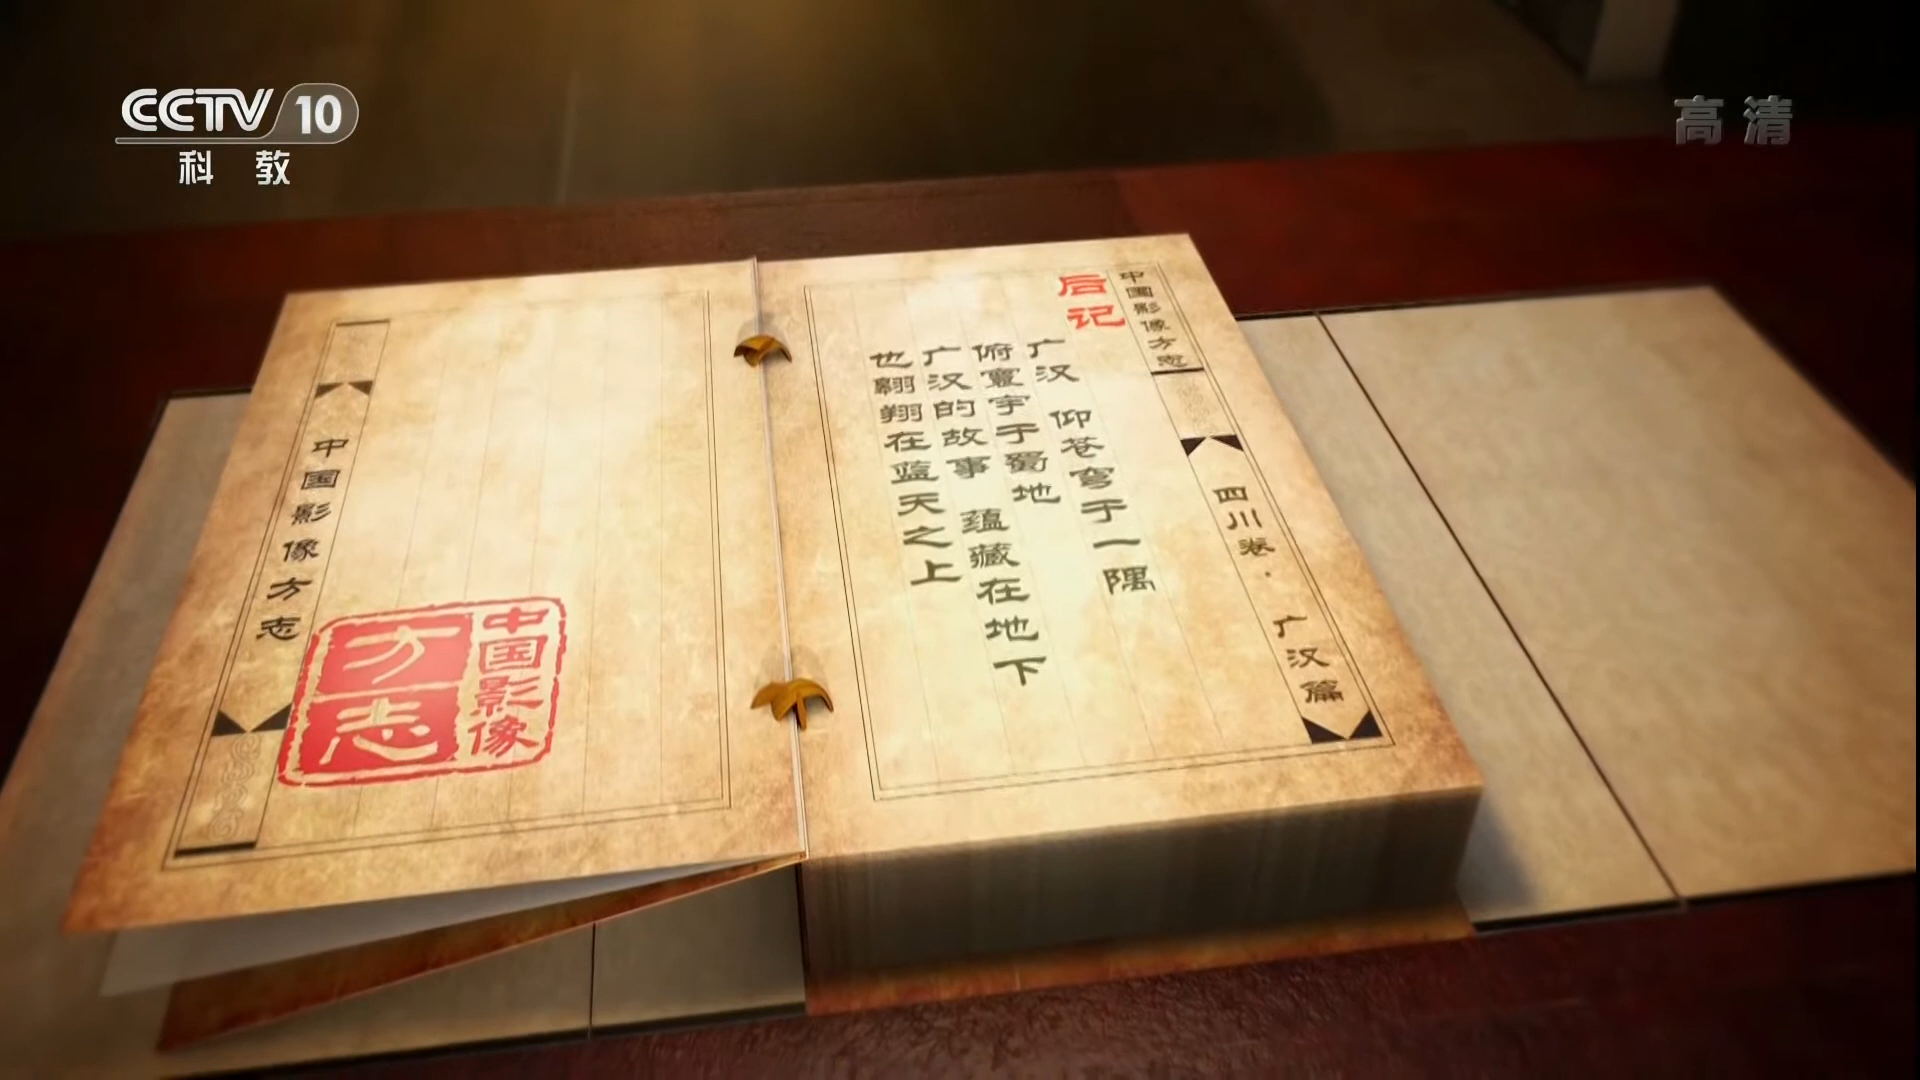 CCTV 10
科教
高清
中国影像方志
四川卷·广汉篇
后记
广汉 仰苍穹于一隅
俯寰宇于蜀地
广汉的故事 蕴藏在地下
也翱翔在蓝天之上
中国影像方志
中国影像
方志